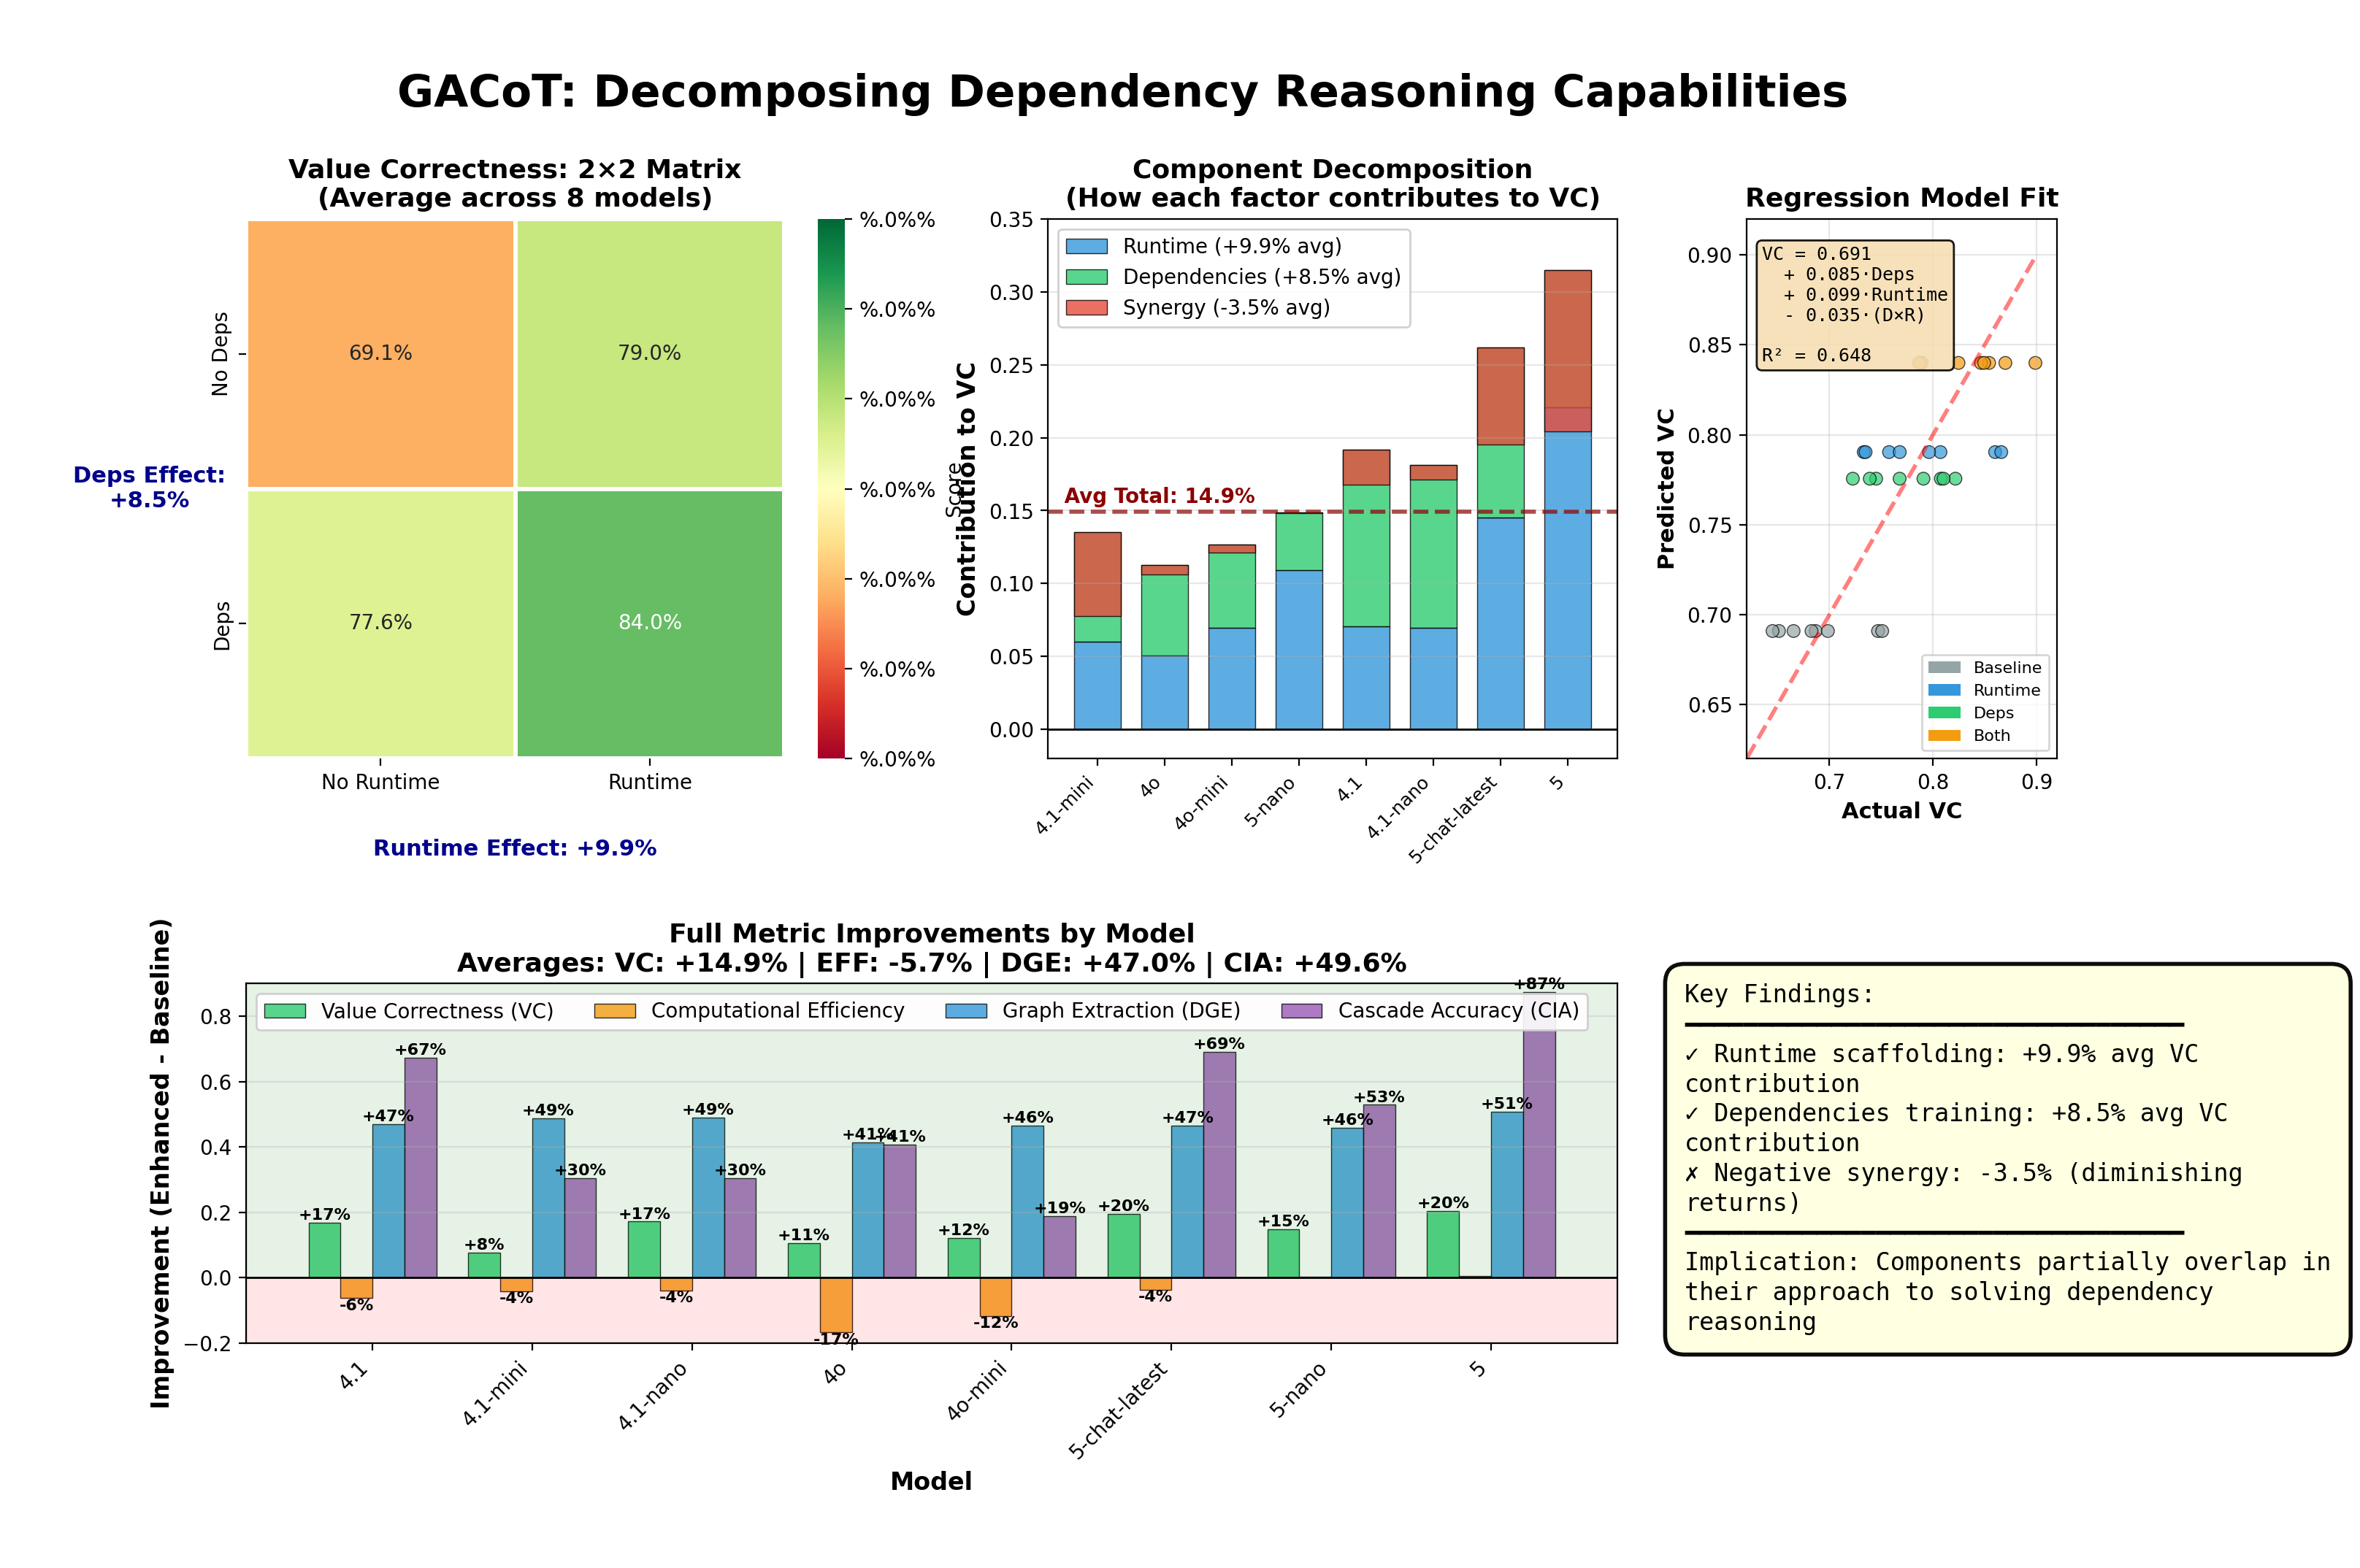 GACoT: Decomposing Dependency Reasoning Capabilities
Value Correctness: 2×2 Matrix
(Average across 8 models)
No Deps
Deps
69.1%
79.0%
77.6%
84.0%
No Runtime
Runtime
Deps Effect:
+8.5%
Runtime Effect: +9.9%
%.0%%
%.0%%
%.0%%
%.0%%
%.0%%
%.0%%
%.0%%
Score
Component Decomposition
(How each factor contributes to VC)
Contribution to VC
0.35
0.30
0.25
0.20
0.15
0.10
0.05
0.00
Runtime (+9.9% avg)
Dependencies (+8.5% avg)
Synergy (-3.5% avg)
Avg Total: 14.9%
4.1-mini
4o
4o-mini
5-nano
4.1
4.1-nano
5-chat-latest
5
Regression Model Fit
Predicted VC
0.90
0.85
0.80
0.75
0.70
0.65
VC = 0.691
+ 0.085·Deps
+ 0.099·Runtime
- 0.035·(D×R)
R² = 0.648
Baseline
Runtime
Deps
Both
0.7
0.8
0.9
Actual VC
Full Metric Improvements by Model
Averages: VC: +14.9% | EFF: -5.7% | DGE: +47.0% | CIA: +49.6%
Improvement (Enhanced - Baseline)
0.8
0.6
0.4
0.2
0.0
−0.2
Value Correctness (VC)
Computational Efficiency
Graph Extraction (DGE)
Cascade Accuracy (CIA)
+17%
-6%
+47%
+67%
+8%
-4%
+49%
+30%
+17%
-4%
+49%
+30%
+11%
-17%
+41%
+41%
+12%
-12%
+46%
+19%
+20%
-4%
+47%
+69%
+15%
+46%
+53%
+20%
+51%
+87%
4.1
4.1-mini
4.1-nano
4o
4o-mini
5-chat-latest
5-nano
5
Model
Key Findings:
✓ Runtime scaffolding: +9.9% avg VC
contribution
✓ Dependencies training: +8.5% avg VC
contribution
✗ Negative synergy: -3.5% (diminishing
returns)
Implication: Components partially overlap in
their approach to solving dependency
reasoning